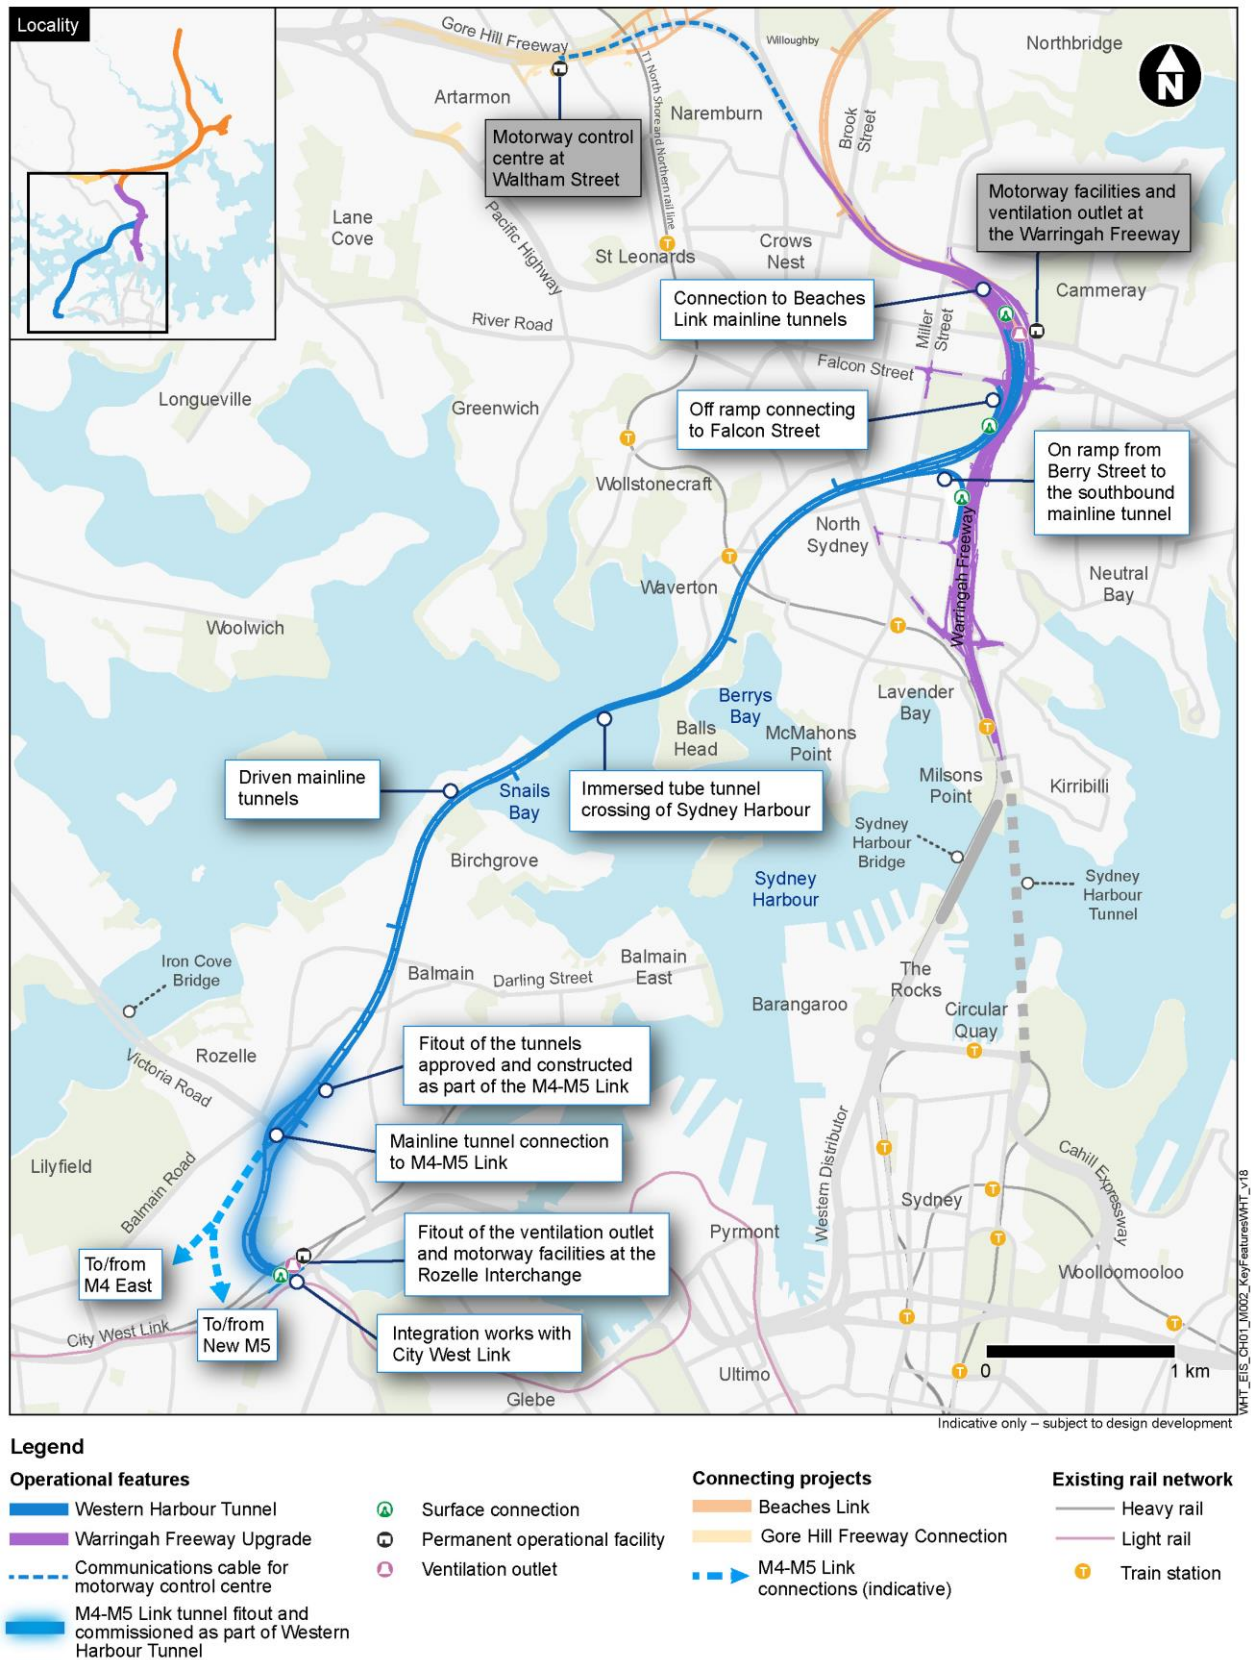 Locality
Gore Hill Freeway
Willoughby
Northbridge
N
Artarmon
T1 North Shore and Northern rail line
Naremburn
Brook
Street
Motorway control
centre at
Waltham Street
Motorway facilities and
ventilation outlet at
the Warringah Freeway
Lane
Cove
Pacific Highway
St Leonards
Crows
Nest
Connection to Beaches
Link mainline tunnels
Cammeray
River Road
Miller
Street
Falcon Street
Longueville
Greenwich
Off ramp connecting
to Falcon Street
On ramp from
Berry Street to
the southbound
mainline tunnel
Wollstonecraft
North
Sydney
Warringah Freeway
Waverton
Neutral
Bay
Woolwich
Berrys
Bay
Lavender
Bay
Balls
Head
McMahons
Point
Driven mainline
tunnels
Snails
Bay
Immersed tube tunnel
crossing of Sydney Harbour
Milsons
Point
Kirribilli
Sydney
Harbour
Bridge
Birchgrove
Sydney
Harbour
Sydney
Harbour
Tunnel
Iron Cove
Bridge
Balmain
Darling Street
Balmain
East
The
Rocks
Barangaroo
Circular
Quay
Rozelle
Victoria Road
Fitout of the tunnels
approved and constructed
as part of the M4-M5 Link
Mainline tunnel connection
to M4-M5 Link
Lilyfield
Balmain Road
Western Distributor
Cahill Expressway
Sydney
Pyrmont
Fitout of the ventilation outlet
and motorway facilities at the
Rozelle Interchange
To/from
M4 East
Woolloomooloo
To/from
New M5
City West Link
Integration works with
City West Link
Ultimo
0 1 km
Glebe
WHT_EIS_CH01_M002_KeyFeaturesWHT_v18
Indicative only – subject to design development
Legend
Operational features
Western Harbour Tunnel
Warringah Freeway Upgrade
Communications cable for
motorway control centre
M4-M5 Link tunnel fitout and
commissioned as part of Western
Harbour Tunnel
Surface connection
Permanent operational facility
Ventilation outlet
Connecting projects
Beaches Link
Gore Hill Freeway Connection
M4-M5 Link
connections (indicative)
Existing rail network
Heavy rail
Light rail
T Train station